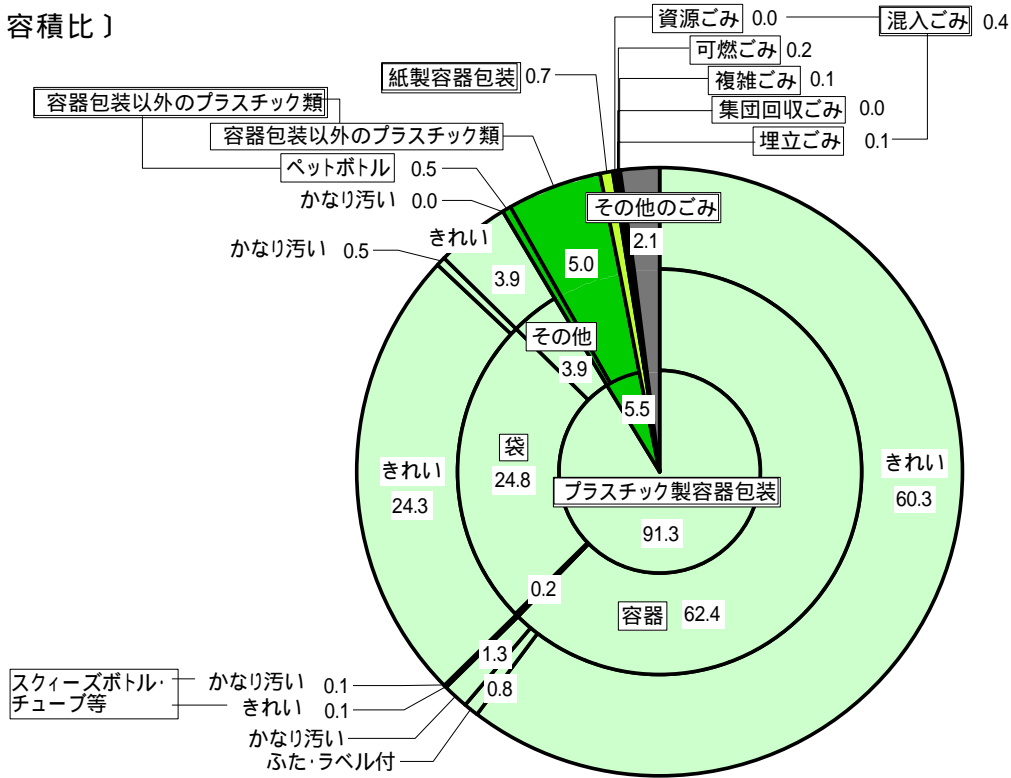 容積比〕
資源ごみ 0.0
混入ごみ 0.4
可燃ごみ 0.2
紙製容器包装 0.7
複雑ごみ 0.1
容器包装以外のプラスチック類
集団回収ごみ 0.0
容器包装以外のプラスチック類
埋立ごみ 0.1
ペットボトル 0.5
かなり汚い 0.0
その他のごみ
2.1
きれい
3.9
かなり汚い 0.5
5.0
その他
3.9
5.5
袋
24.8
きれい
24.3
きれい
60.3
プラスチック製容器包装
91.3
0.2
容器 62.4
1.3
0.8
スクィーズボトル・
チューブ等
かなり汚い 0.1
きれい 0.1
かなり汚い
ふた・ラベル付